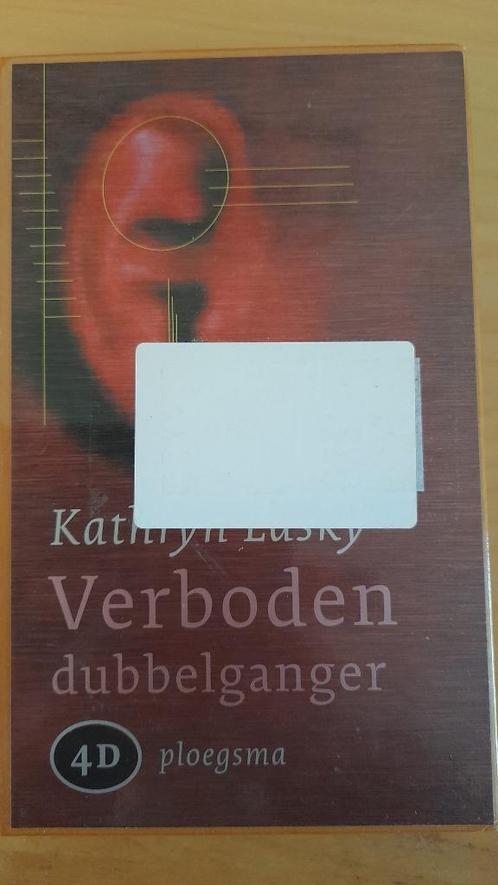 Kathryn Lasky
Verboden
dubbelganger
4D ploegsma